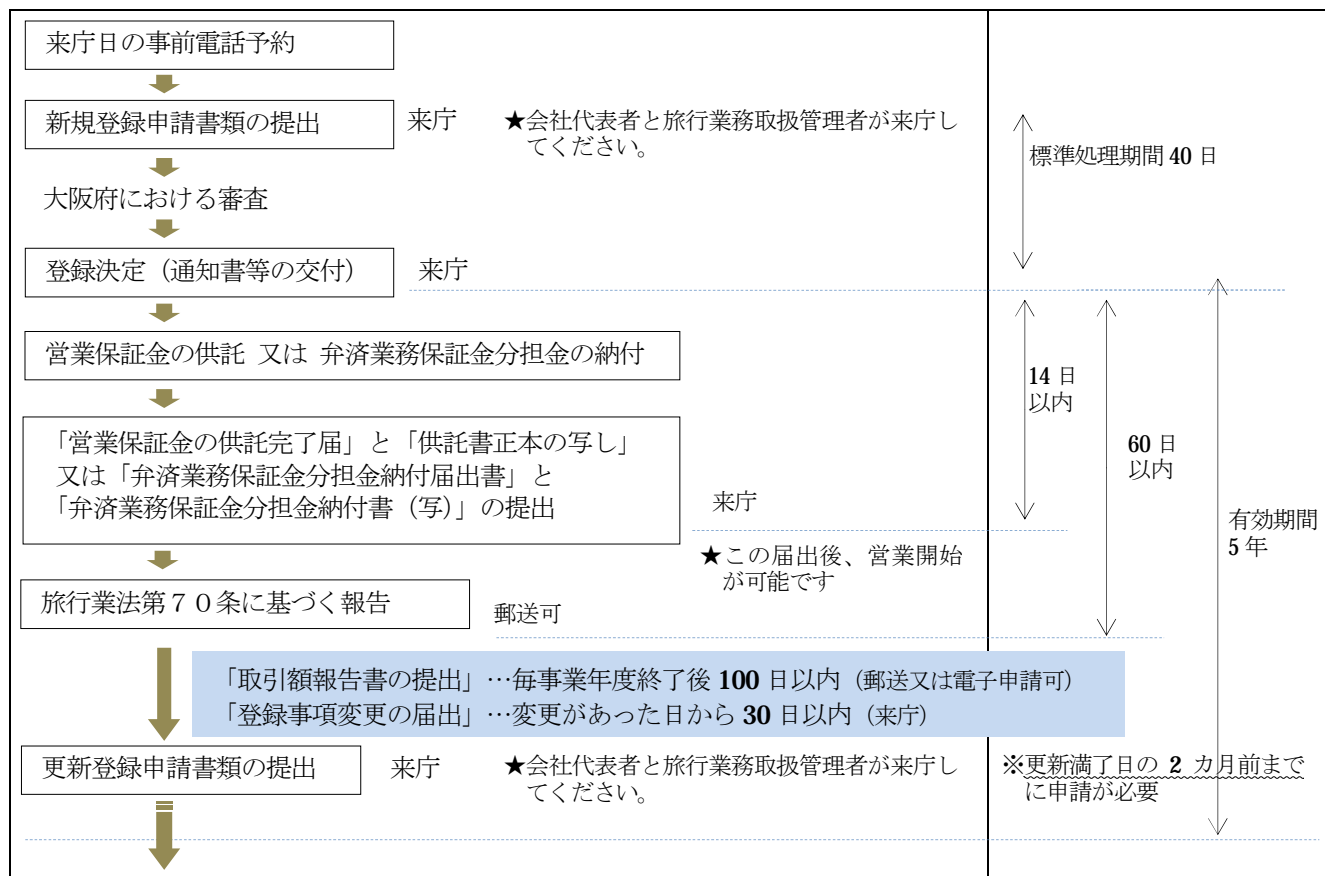 来庁日の事前電話予約
新規登録申請書類の提出
来庁
★会社代表者と旅行業務取扱管理者が来庁し
てください。
標準処理期間 40 日
大阪府における審査
登録決定（通知書等の交付）
来庁
営業保証金の供託 又は 弁済業務保証金分担金の納付
14 日
以内
「営業保証金の供託完了届」と「供託書正本の写し」
又は「弁済業務保証金分担金納付届出書」と
「弁済業務保証金分担金納付書（写）」の提出
来庁
60 日
以内
有効期間
5 年
★この届出後、営業開始
が可能です
旅行業法第７０条に基づく報告
郵送可
「取引額報告書の提出」…毎事業年度終了後 100 日以内（郵送又は電子申請可）
「登録事項変更の届出」…変更があった日から 30 日以内（来庁）
更新登録申請書類の提出
来庁
★会社代表者と旅行業務取扱管理者が来庁し
てください。
※更新満了日の 2 カ月前まで
に申請が必要